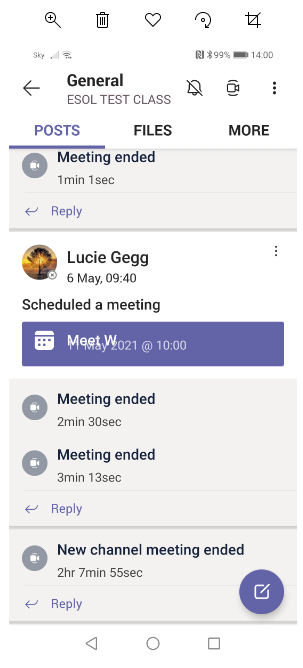 Sky 99% 14:00
General
ESOL TEST CLASS
POSTS FILES MORE
Meeting ended
1min 1sec
Reply
Lucie Gegg
6 May, 09:40
Scheduled a meeting
Meet W
11 May 2021 @ 10:00
Meeting ended
2min 30sec
Meeting ended
3min 13sec
Reply
New channel meeting ended
2hr 7min 55sec
Reply